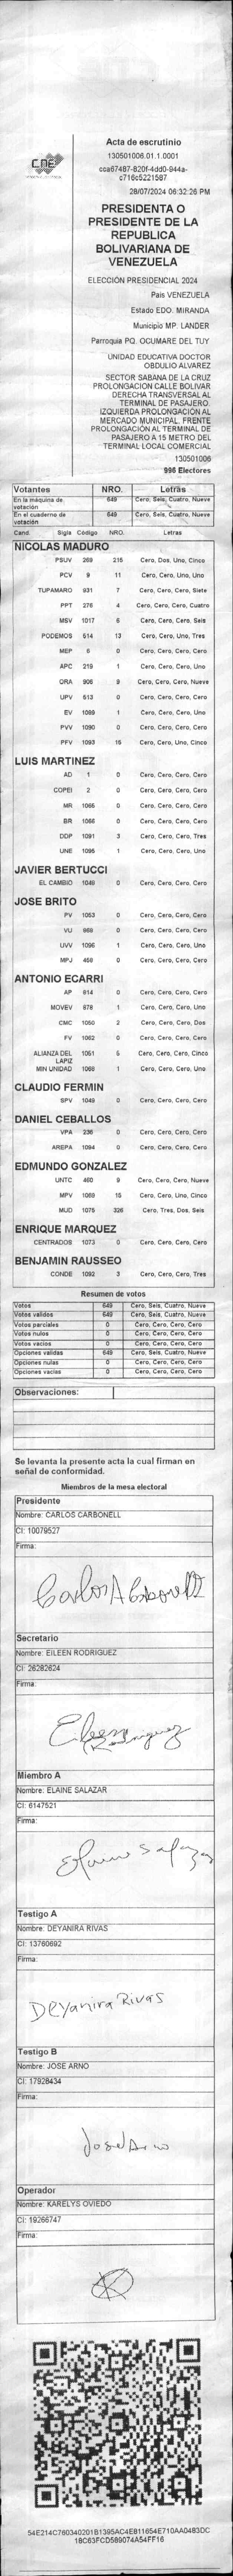 CNE
Acta de escrutinio
130501006.01.1.0001
coa67487-820f-4dd0-944a-
c716c5221587
28/07/2024 06:32:26 PM
PRESIDENTA O
PRESIDENTE DE LA
REPUBLICA
BOLIVARIANA DE
VENEZUELA
ELECCIÓN PRESIDENCIAL 2024
País VENEZUELA
Estado EDO. MIRANDA
Municipio MP. LANDER
Parroquia PQ. OCUMARE DEL TUY
UNIDAD EDUCATIVA DOCTOR
OBDULIO ALVAREZ
SECTOR SABANA DE LA CRUZ
PROLONGACION CALLE BOLIVAR
DERECHA TRANSVERSAL AL
TERMINAL DE PASAJERO.
IZQUIERDA PROLONGACIÓN AL
MERCADO MUNICIPAL. FRENTE
PROLONGACIÓN AL TERMINAL DE
PASAJERO A 15 METRO DEL
TERMINAL LOCAL COMERCIAL
130501006
996 Electores
Votantes NRO. Letras
En la máquina de votación 649 Cero, Seis, Cuatro, Nueve
En el cuaderno de votación 649 Cero, Seis, Cuatro, Nueve
Cand. Sigla Código NRO. Letras
NICOLAS MADURO
PSUV 269 215 Cero, Dos, Uno, Cinco
PCV 9 11 Cero, Cero, Uno, Uno
TUPAMARO 931 7 Cero, Cero, Cero, Siete
PPT 276 4 Cero, Cero, Cero, Cuatro
MSV 1017 6 Cero, Cero, Cero, Seis
PODEMOS 514 13 Cero, Cero, Uno, Tres
MEP 6 0 Cero, Cero, Cero, Cero
APC 219 1 Cero, Cero, Cero, Uno
ORA 906 9 Cero, Cero, Cero, Nueve
UPV 513 0 Cero, Cero, Cero, Cero
EV 1089 1 Cero, Cero, Cero, Uno
PVV 1090 0 Cero, Cero, Cero, Cero
PFV 1093 15 Cero, Cero, Uno, Cinco
LUIS MARTINEZ
AD 1 0 Cero, Cero, Cero, Cero
COPEI 2 0 Cero, Cero, Cero, Cero
MR 1065 0 Cero, Cero, Cero, Cero
BR 1066 0 Cero, Cero, Cero, Cero
DDP 1091 3 Cero, Cero, Cero, Tres
UNE 1095 1 Cero, Cero, Cero, Uno
JAVIER BERTUCCI
EL CAMBIO 1048 0 Cero, Cero, Cero, Cero
JOSE BRITO
PV 1053 0 Cero, Cero, Cero, Cero
VU 868 0 Cero, Cero, Cero, Cero
UVV 1096 1 Cero, Cero, Cero, Uno
MPJ 458 0 Cero, Cero, Cero, Cero
ANTONIO ECARRI
AP 814 0 Cero, Cero, Cero, Cero
MOVEV 878 1 Cero, Cero, Cero, Uno
CMC 1050 2 Cero, Cero, Cero, Dos
FV 1062 0 Cero, Cero, Cero, Cero
ALIANZA DEL LAPIZ 1051 5 Cero, Cero, Cero, Cinco
MIN UNIDAD 1068 1 Cero, Cero, Cero, Uno
CLAUDIO FERMIN
SPV 1049 0 Cero, Cero, Cero, Cero
DANIEL CEBALLOS
VPA 236 0 Cero, Cero, Cero, Cero
AREPA 1094 0 Cero, Cero, Cero, Cero
EDMUNDO GONZALEZ
UNTC 460 9 Cero, Cero, Cero, Nueve
MPV 1069 15 Cero, Cero, Uno, Cinco
MUD 1075 326 Cero, Tres, Dos, Seis
ENRIQUE MARQUEZ
CENTRADOS 1073 0 Cero, Cero, Cero, Cero
BENJAMIN RAUSSEO
CONDE 1092 3 Cero, Cero, Cero, Tres
Resumen de votos
Votos 649 Cero, Seis, Cuatro, Nueve
Votos validos 649 Cero, Seis, Cuatro, Nueve
Votos parciales 0 Cero, Cero, Cero, Cero
Votos nulos 0 Cero, Cero, Cero, Cero
Votos vacios 0 Cero, Cero, Cero, Cero
Opciones validas 649 Cero, Seis, Cuatro, Nueve
Opciones nulas 0 Cero, Cero, Cero, Cero
Opciones vacias 0 Cero, Cero, Cero, Cero
Observaciones:
Se levanta la presente acta la cual firman en
señal de conformidad.
Miembros de la mesa electoral
Presidente
Nombre: CARLOS CARBONELL
CI: 10079527
Firma:
Carlos A Carbonell
Secretario
Nombre: EILEEN RODRIGUEZ
CI: 26282624
Firma:
Miembro A
Nombre: ELAINE SALAZAR
CI: 6147521
Firma:
Elaine Salazar
Testigo A
Nombre: DEYANIRA RIVAS
CI: 13760692
Firma:
Deyanira Rivas
Testigo B
Nombre: JOSE ARNO
CI: 17928434
Firma:
Jose Arno
Operador
Nombre: KARELYS OVIEDO
CI: 19266747
Firma:
54E214C760340201B1395AC4E811654E710AA0483DC
18C63FCD589074A54FF16